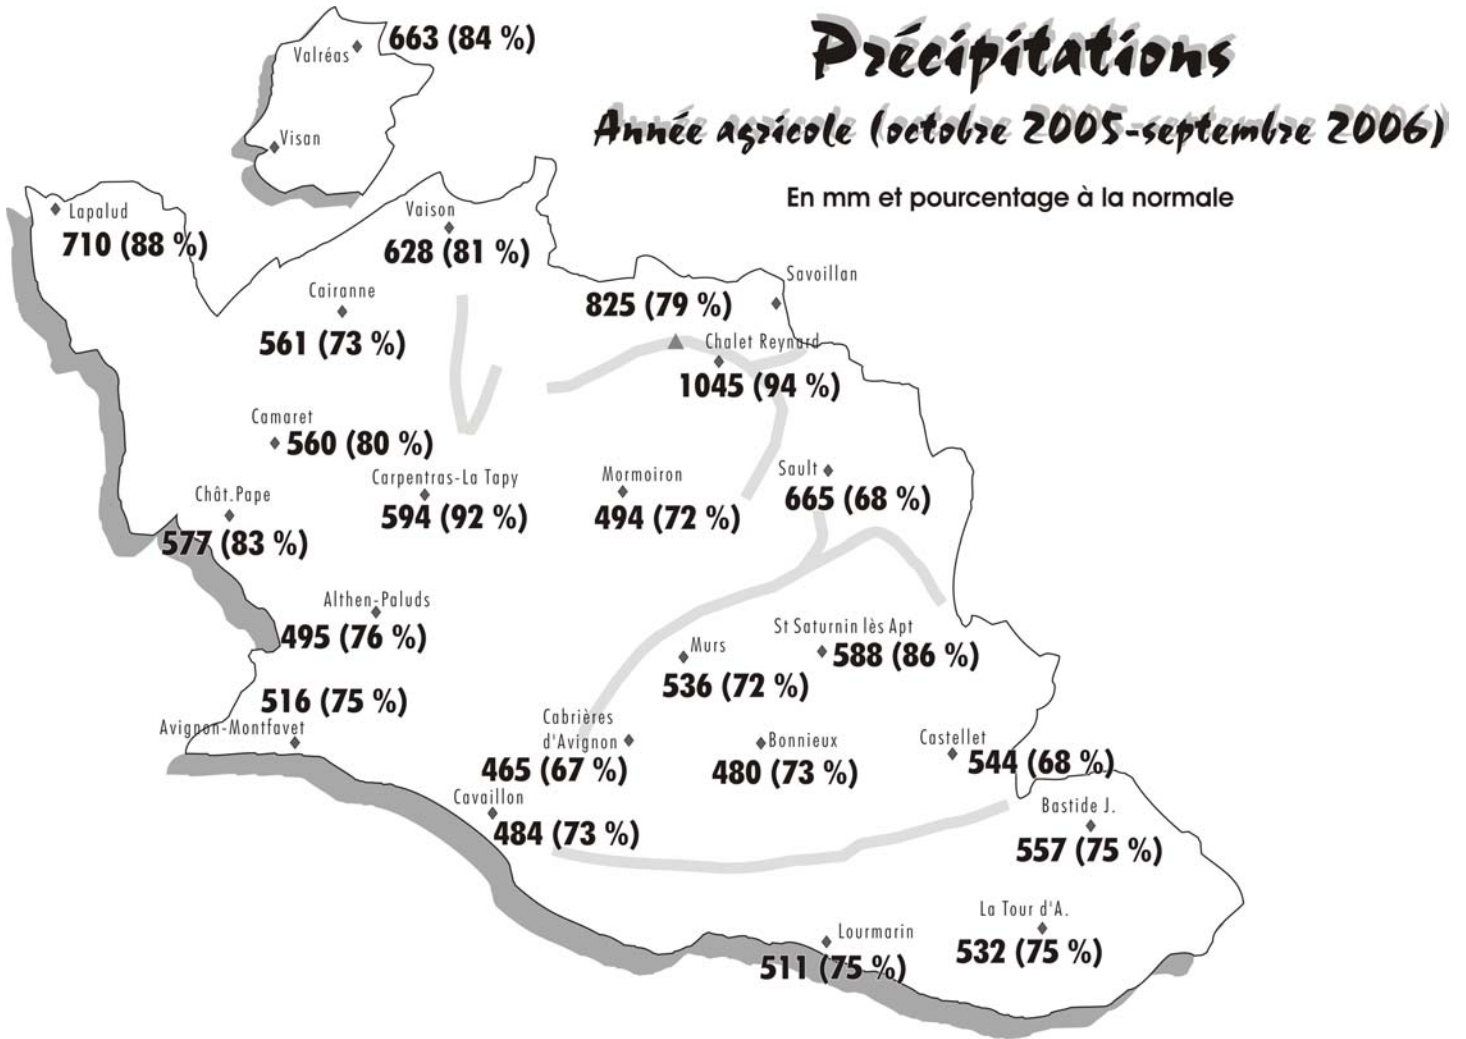 Précipitations
Année agricole (octobre 2005-septembre 2006)
En mm et pourcentage à la normale
Valréas
663 (84 %)
Visan
Lapalud
710 (88 %)
Vaison
628 (81 %)
Savoillan
825 (79 %)
Cairanne
561 (73 %)
Chalet Reynard
1045 (94 %)
Camaret
560 (80 %)
Carpentras-La Tapy
594 (92 %)
Mormoiron
494 (72 %)
Sault
665 (68 %)
Chât.Pape
577 (83 %)
Althen-Paluds
495 (76 %)
St Saturnin lès Apt
588 (86 %)
Murs
536 (72 %)
516 (75 %)
Avignon-Montfavet
Cabrières
d'Avignon
465 (67 %)
Bonnieux
480 (73 %)
Castellet
544 (68 %)
Cavaillon
484 (73 %)
Bastide J.
557 (75 %)
La Tour d'A.
532 (75 %)
Lourmarin
511 (75 %)